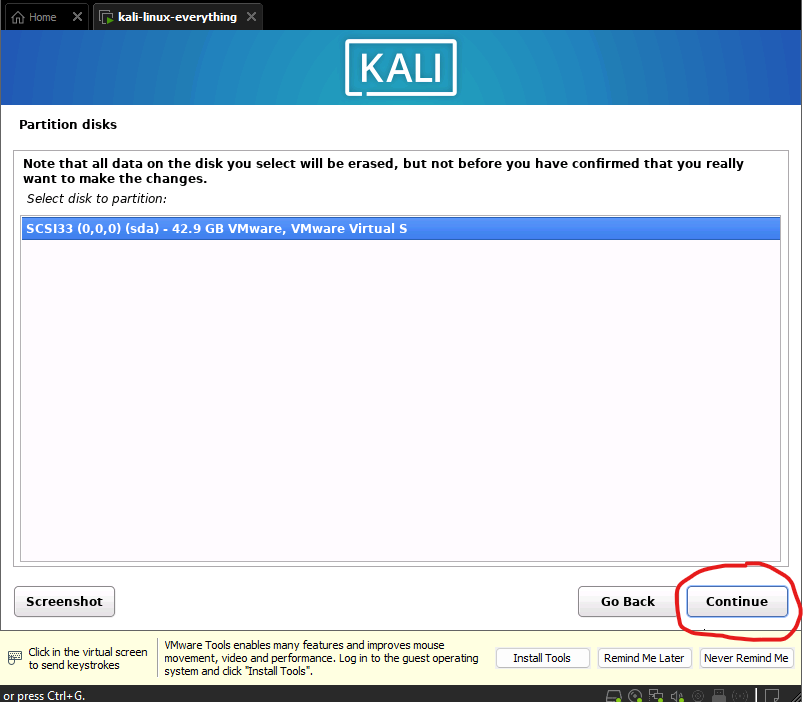 Home
kali-linux-everything
KALI
Partition disks
Note that all data on the disk you select will be erased, but not before you have confirmed that you really
want to make the changes.
Select disk to partition:
SCSI33 (0,0,0) (sda) - 42.9 GB VMware, VMware Virtual S
Screenshot
Go Back
Continue
Click in the virtual screen
to send keystrokes
VMware Tools enables many features and improves mouse
movement, video and performance. Log in to the guest operating
system and click "Install Tools".
Install Tools
Remind Me Later
Never Remind Me
or press Ctrl+G.